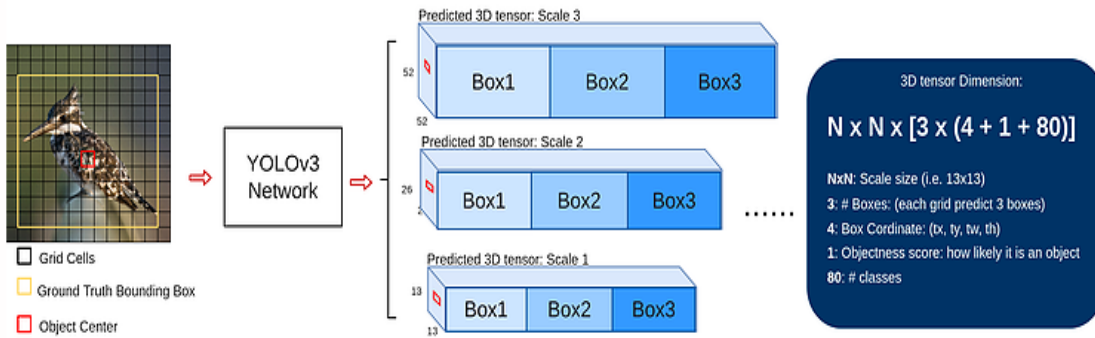 Grid Cells
Ground Truth Bounding Box
Object Center
YOLOv3
Network
Predicted 3D tensor: Scale 3
52
52
Box1 Box2 Box3
Predicted 3D tensor: Scale 2
26
2
Box1 Box2 Box3
Predicted 3D tensor: Scale 1
13
13
Box1 Box2 Box3
......
3D tensor Dimension:
N x N x [3 x (4 + 1 + 80)]
NxN: Scale size (i.e. 13x13)
3: # Boxes: (each grid predict 3 boxes)
4: Box Cordinate: (tx, ty, tw, th)
1: Objectness score: how likely it is an object
80: # classes